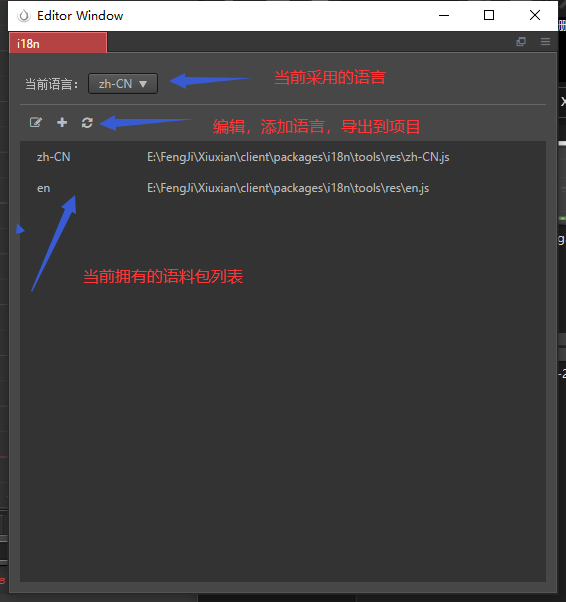 Editor Window
i18n
当前语言： zh-CN
当前采用的语言
编辑，添加语言，导出到项目
zh-CN E:\FengJi\Xiuxian\client\packages\i18n\tools\res\zh-CN.js
en E:\FengJi\Xiuxian\client\packages\i18n\tools\res\en.js
当前拥有的语料包列表